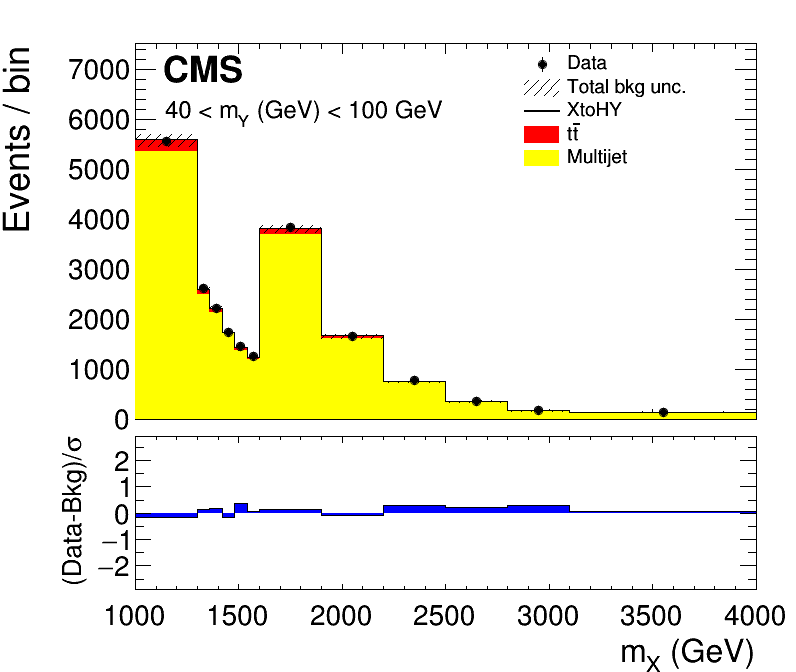 Events / bin
7000
6000
5000
4000
3000
2000
1000
0
CMS
40 < m_Y (GeV) < 100 GeV
Data
Total bkg unc.
XtoHY
tt̄
Multijet
(Data-Bkg)/σ
2
1
0
−1
−2
1000 1500 2000 2500 3000 3500 4000
m_X (GeV)